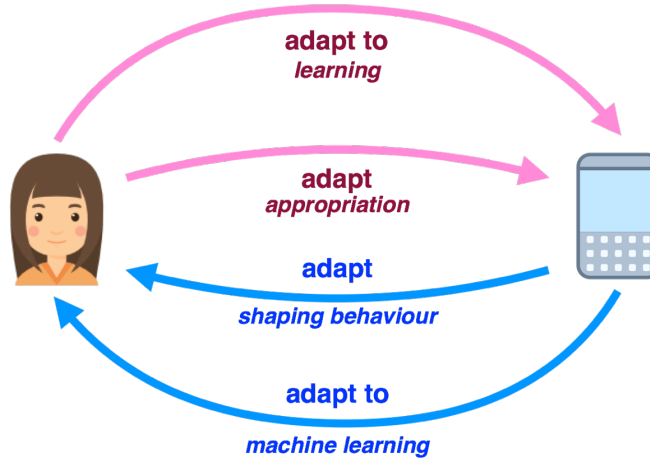 adapt to
learning
adapt
appropriation
adapt
shaping behaviour
adapt to
machine learning